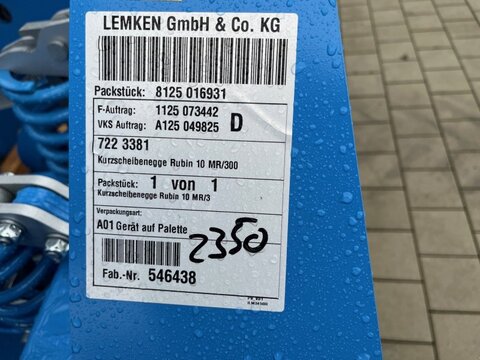 LEMKEN GmbH & Co. KG
Packstück: 8125 016931
F-Auftrag: 1125 073442
VKS Auftrag: A125 049825 D
722 3381
Kurzscheibenegge Rubin 10 MR/300
Packstück: 1 von 1
Kurzscheibenegge Rubin 10 MR/3
Verpackungsart:
A01 Gerät auf Palette
2350
Fab.-Nr. 546438